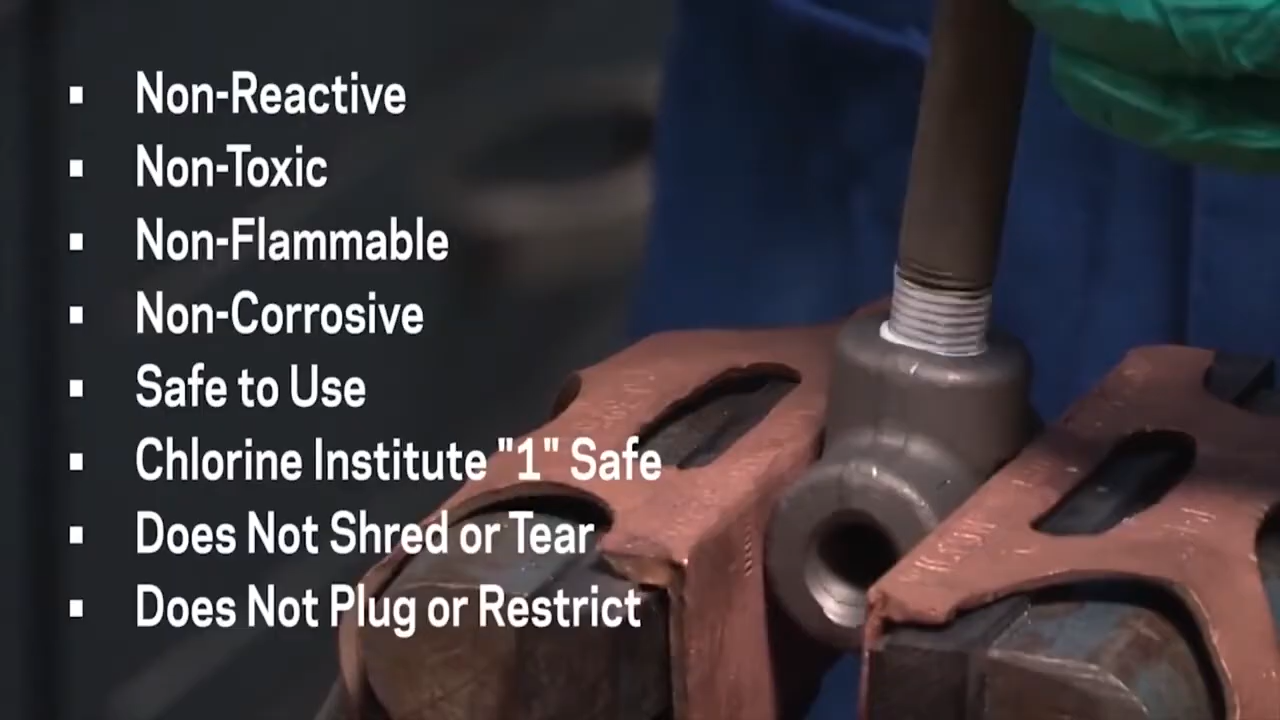 ▪ Non-Reactive
▪ Non-Toxic
▪ Non-Flammable
▪ Non-Corrosive
▪ Safe to Use
▪ Chlorine Institute "1" Safe
▪ Does Not Shred or Tear
▪ Does Not Plug or Restrict